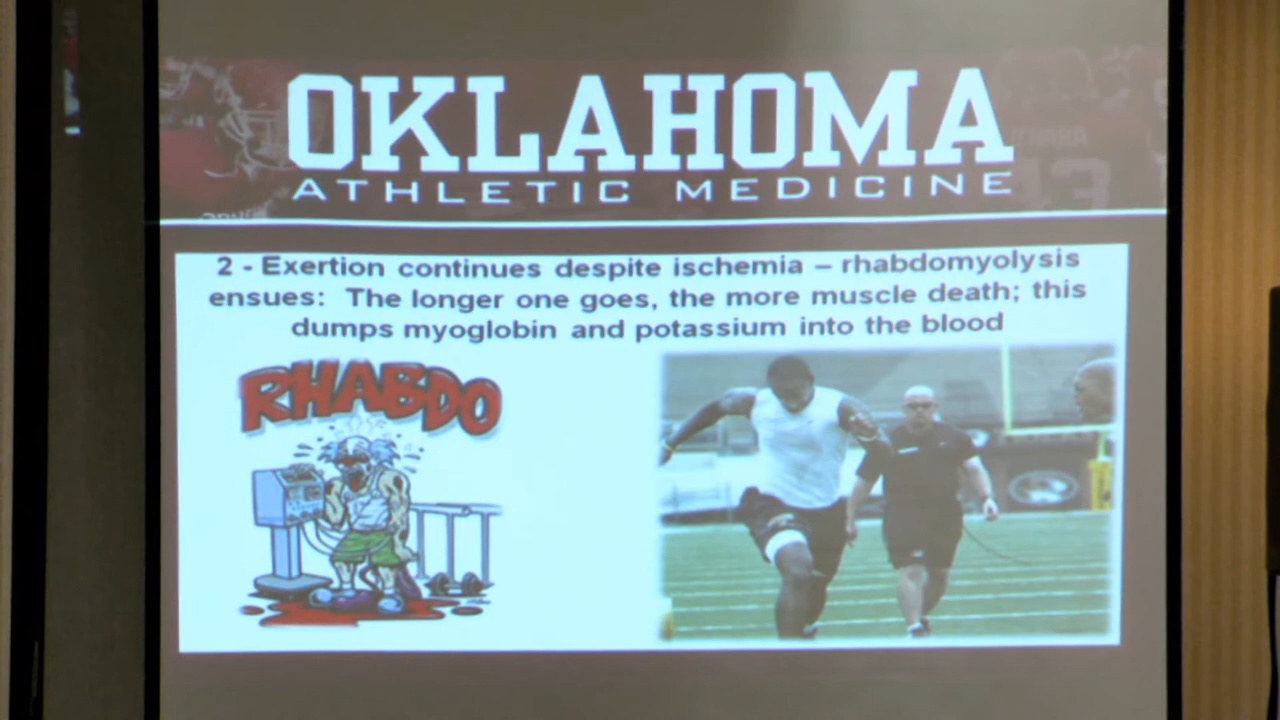 OKLAHOMA
ATHLETIC MEDICINE
2 - Exertion continues despite ischemia – rhabdomyolysis
ensues: The longer one goes, the more muscle death; this
dumps myoglobin and potassium into the blood
RHABDO